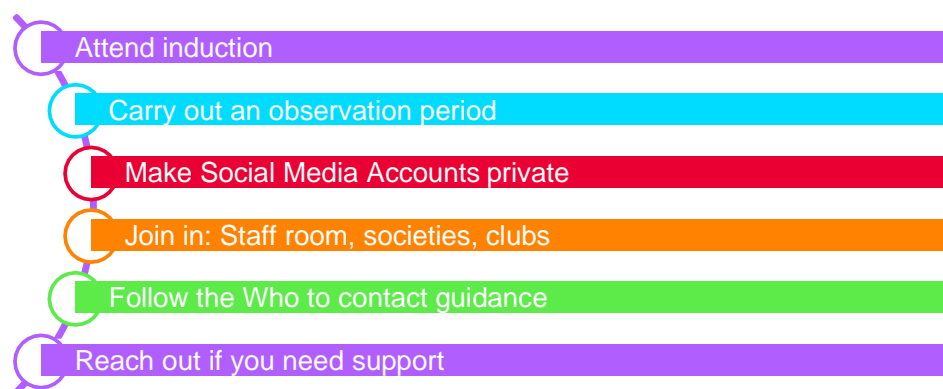 Attend induction
Carry out an observation period
Make Social Media Accounts private
Join in: Staff room, societies, clubs
Follow the Who to contact guidance
Reach out if you need support